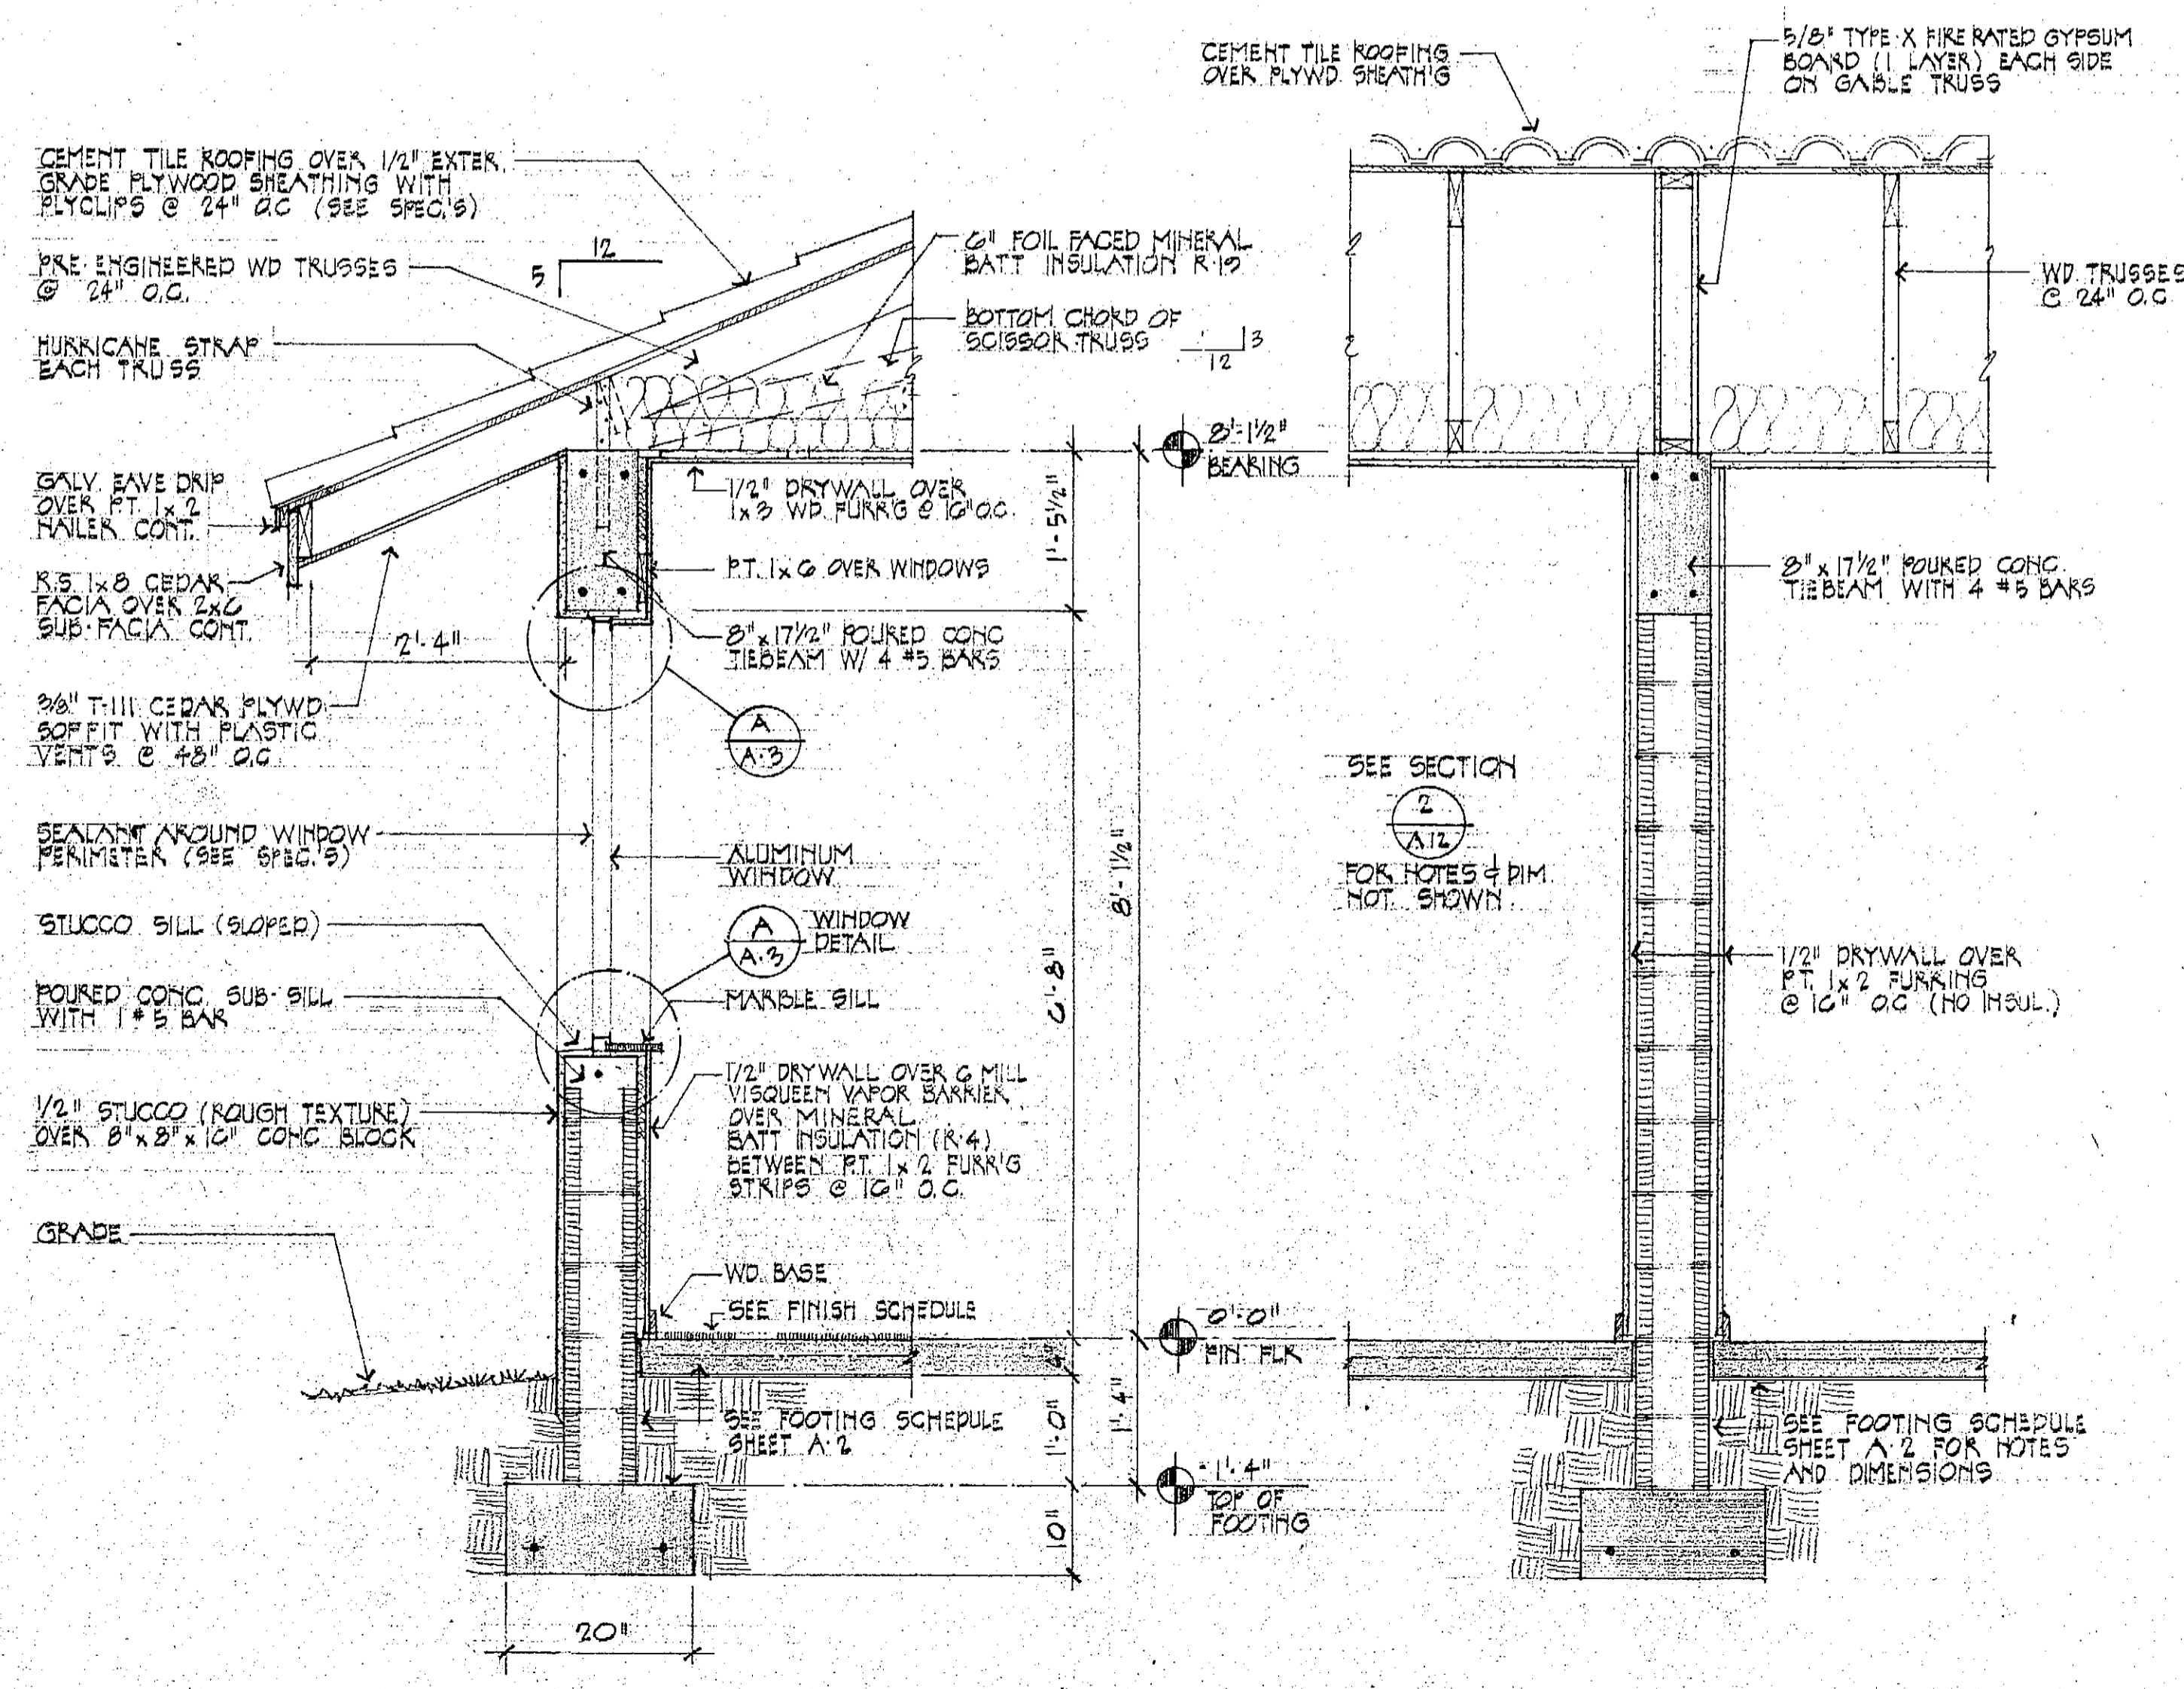 CEMENT TILE ROOFING OVER 1/2" EXTER.
GRADE PLYWOOD SHEATHING WITH
PLYCLIPS @ 24" O.C (SEE SPEC.'S)
PRE-ENGINEERED WD TRUSSES
@ 24" O.C.
HURRICANE STRAP
EACH TRUSS
GALV. EAVE DRIP
OVER P.T. 1x2
NAILER CONT.
R.S. 1x8 CEDAR
FACIA OVER 2x6
SUB-FACIA CONT.
2'-4"
3/8" T-111 CEDAR PLYWD.
SOFFIT WITH PLASTIC
VENTS @ 48" O.C
SEALANT AROUND WINDOW
PERIMETER (SEE SPEC.'S)
STUCCO SILL (SLOPED)
POURED CONC. SUB-SILL
WITH 1 #5 BAR
1/2" STUCCO (ROUGH TEXTURE)
OVER 8"x8"x16" CONC BLOCK
GRADE
20"
12
5
6" FOIL FACED MINERAL
BATT INSULATION R-19
BOTTOM CHORD OF
SCISSOR TRUSS
3
12
1/2" DRYWALL OVER
1x3 WD. FURR'G @ 16" O.C.
P.T. 1x6 OVER WINDOWS
8"x17 1/2" POURED CONC
TIEBEAM W/ 4 #5 BARS
A
A-3
ALUMINUM
WINDOW
A
A-3
WINDOW
DETAIL
MARBLE SILL
1/2" DRYWALL OVER 6 MILL
VISQUEEN VAPOR BARRIER
OVER MINERAL
BATT INSULATION (R-4)
BETWEEN P.T. 1x2 FURR'G
STRIPS @ 16" O.C.
WD. BASE
SEE FINISH SCHEDULE
SEE FOOTING SCHEDULE
SHEET A-2
1'-5 1/2"
6'-8"
4"
1'-0"
10"
8'-1 1/2"
1'-4"
8'-1 1/2"
BEARING
0'-0"
FIN. FLR
-1'-4"
TOP OF
FOOTING
CEMENT TILE ROOFING
OVER PLYWD. SHEATH'G
5/8" TYPE-X FIRE RATED GYPSUM
BOARD (1 LAYER) EACH SIDE
ON GABLE TRUSS
WD. TRUSSES
@ 24" O.C
8"x17 1/2" POURED CONC.
TIEBEAM WITH 4 #5 BARS
SEE SECTION
2
A.12
FOR NOTES & DIM.
NOT SHOWN
1/2" DRYWALL OVER
P.T. 1x2 FURRING
@ 16" O.C (NO INSUL.)
SEE FOOTING SCHEDULE
SHEET A-2 FOR NOTES
AND DIMENSIONS